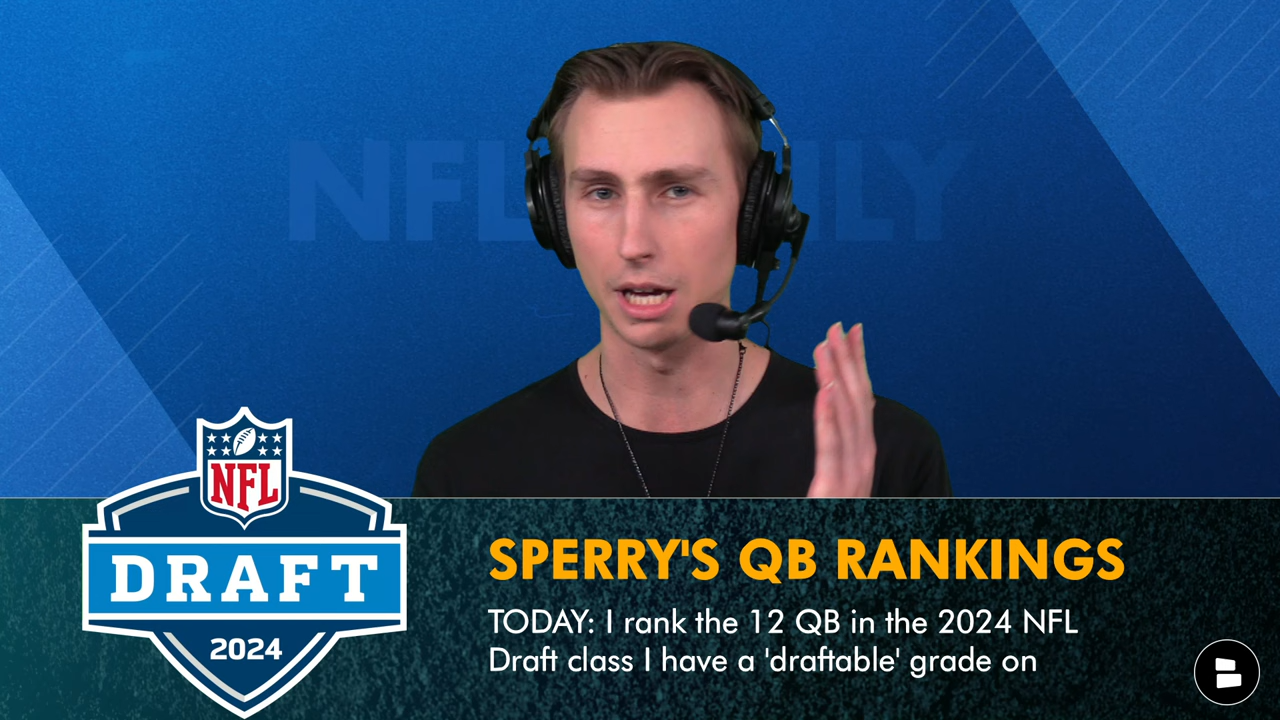 NFL
NFL
DRAFT
2024
SPERRY'S QB RANKINGS
TODAY: I rank the 12 QB in the 2024 NFL
Draft class I have a 'draftable' grade on